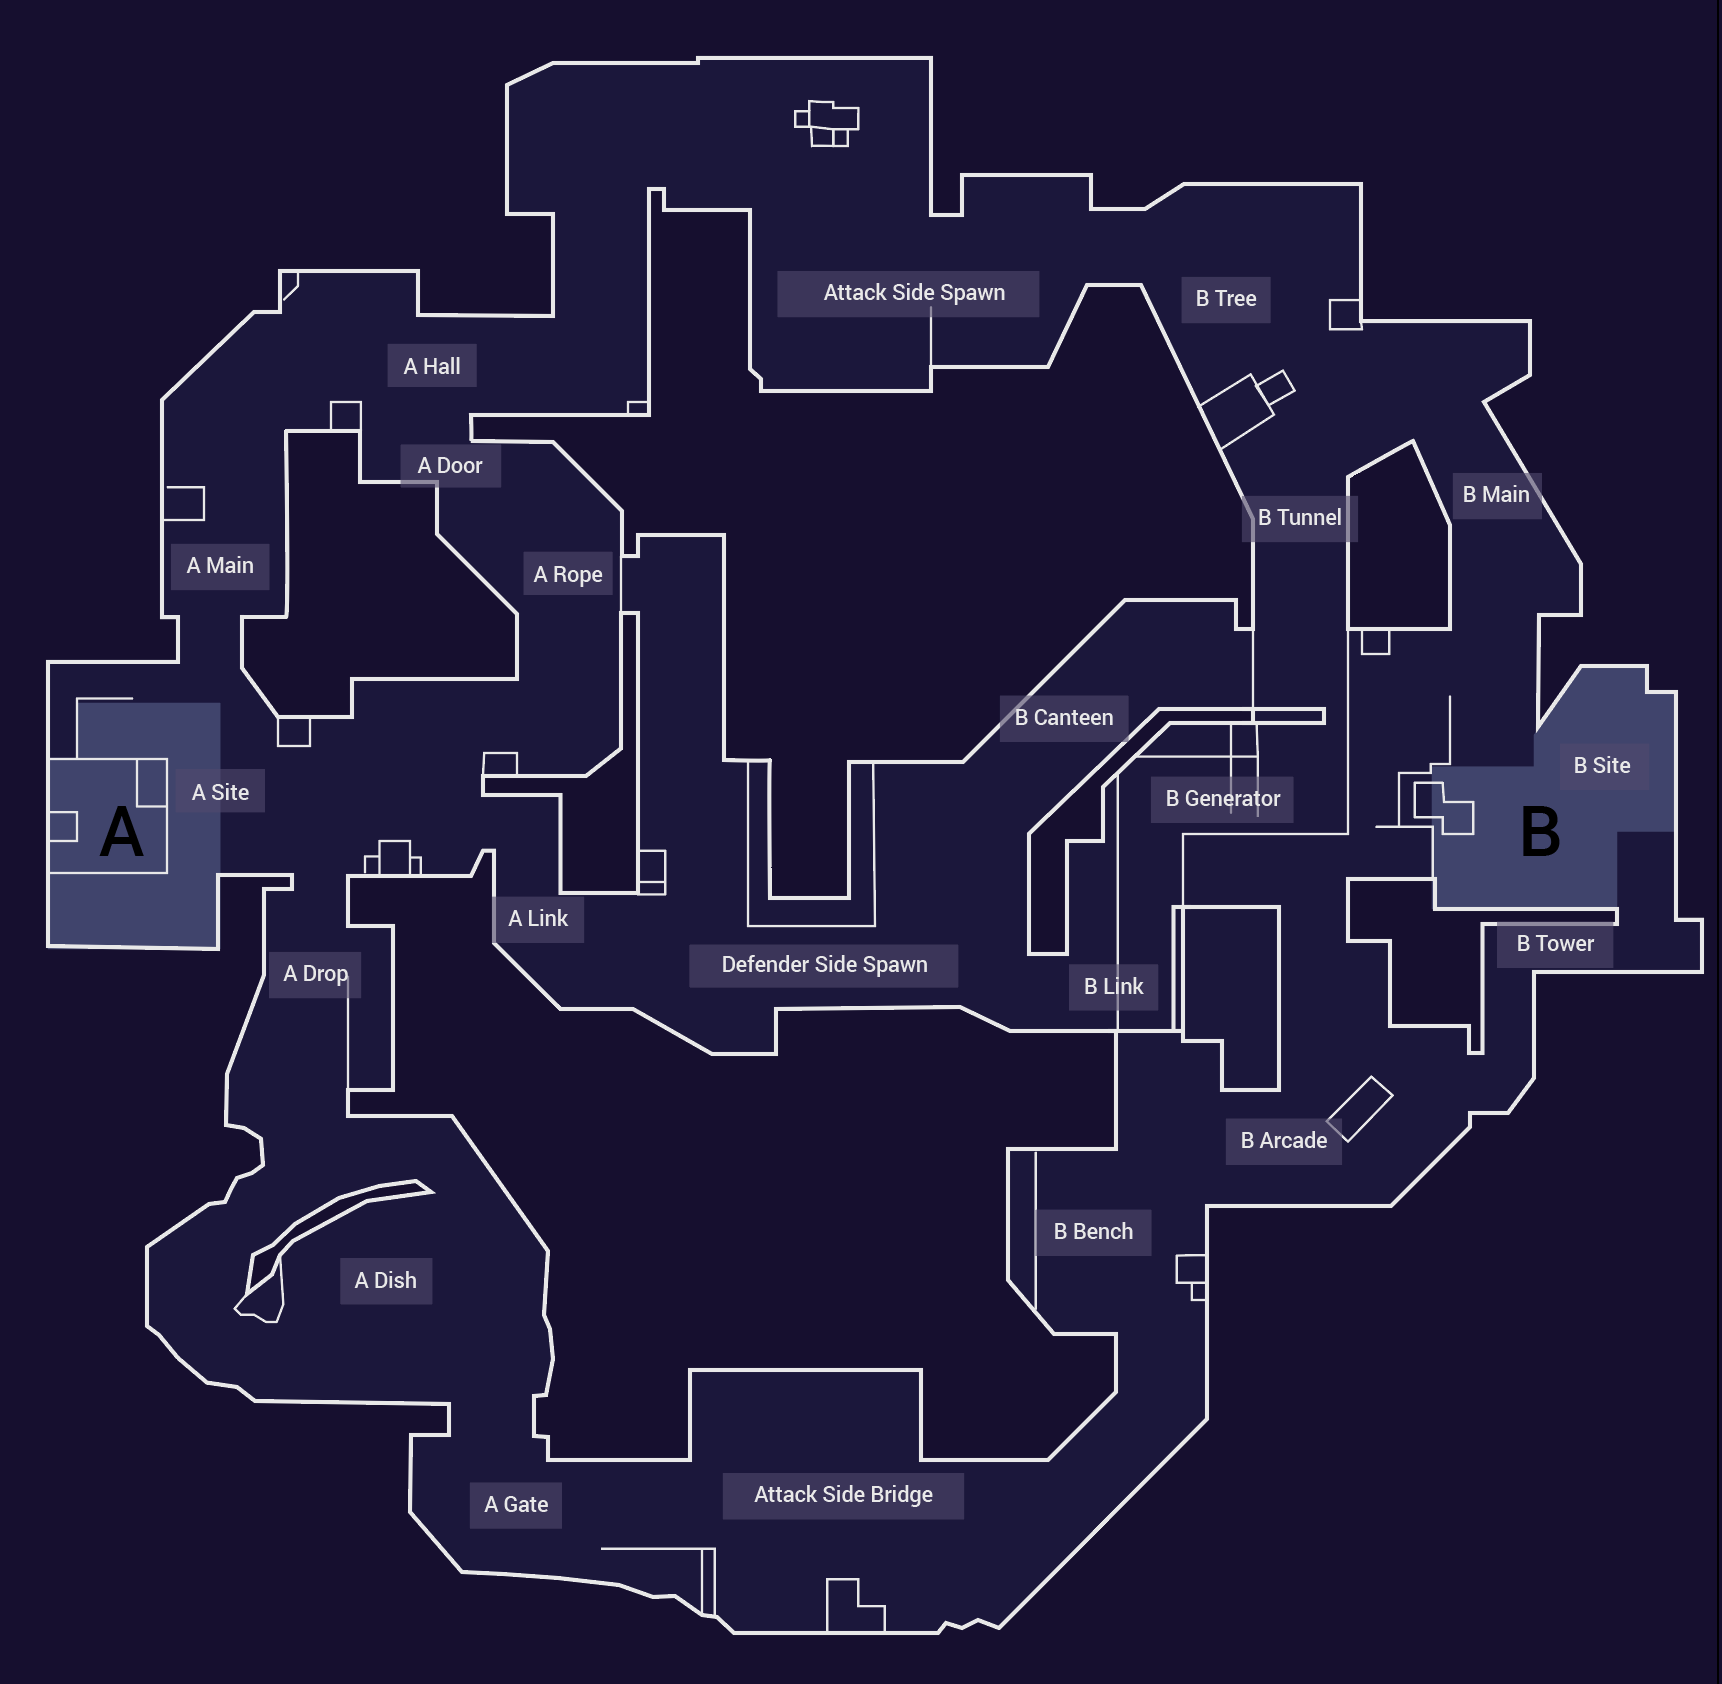 Attack Side Spawn
B Tree
A Hall
A Door
B Main
B Tunnel
A Main
A Rope
B Canteen
B Site
A Site
B Generator
A
B
A Link
B Tower
Defender Side Spawn
A Drop
B Link
B Arcade
B Bench
A Dish
Attack Side Bridge
A Gate